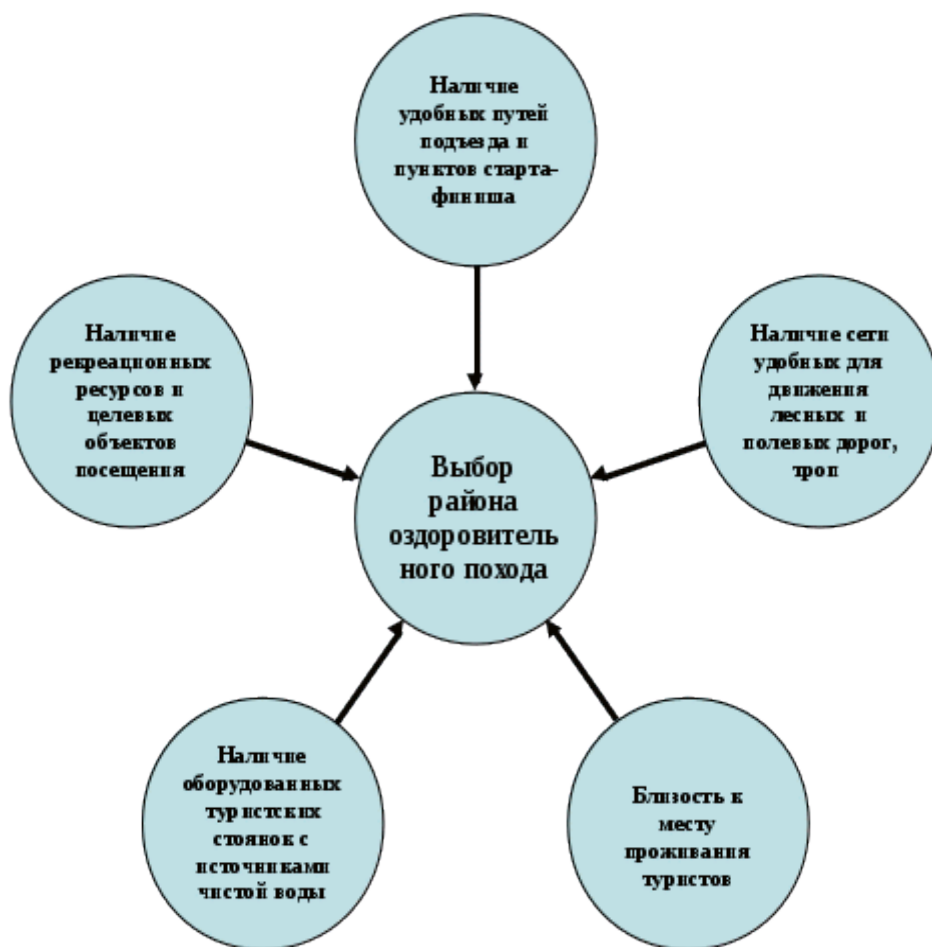 Наличие
удобных путей
подъезда и
пунктов старта-
финиша
Наличие
рекреационных
ресурсов и
целевых
объектов
посещения
Наличие сети
удобных для
движения
лесных и
полевых дорог,
троп
Выбор
района
оздоровитель
ного похода
Наличие
оборудованных
туристских
стоянок с
источниками
чистой воды
Близость к
месту
проживания
туристов